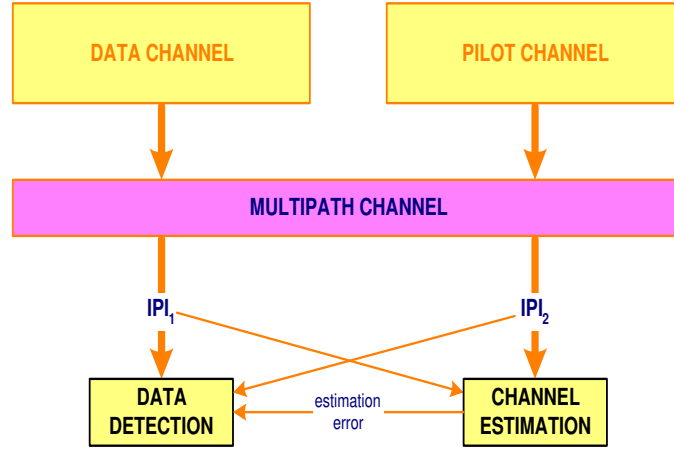 DATA CHANNEL
PILOT CHANNEL
MULTIPATH CHANNEL
IPI1
IPI2
DATA
DETECTION
estimation
error
CHANNEL
ESTIMATION